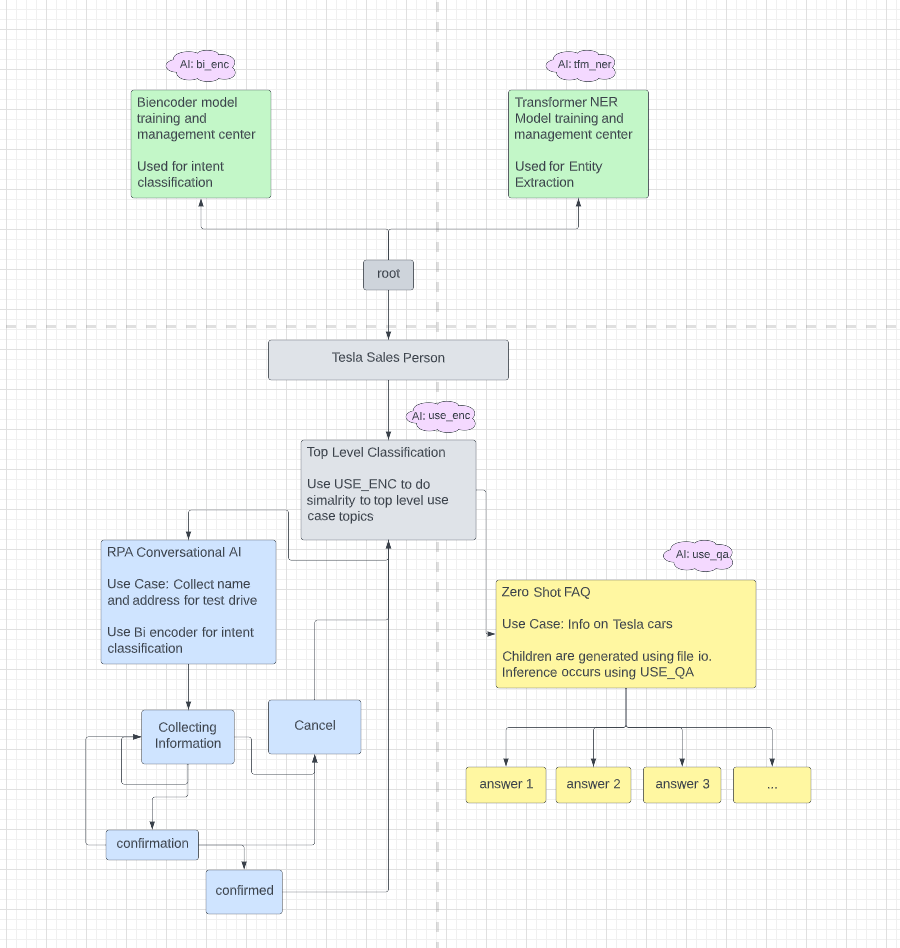 AI: bi_enc
AI: tfm_ner
Biencoder model
training and
management center
Used for intent
classification
Transformer NER
Model training and
management center
Used for Entity
Extraction
root
Tesla Sales Person
AI: use_enc
Top Level Classification
Use USE_ENC to do
simalrity to top level use
case topics
RPA Conversational AI
Use Case: Collect name
and address for test drive
Use Bi encoder for intent
classification
AI: use_qa
Zero Shot FAQ
Use Case: Info on Tesla cars
Children are generated using file io.
Inference occurs using USE_QA
Collecting
Information
Cancel
answer 1
answer 2
answer 3
...
confirmation
confirmed